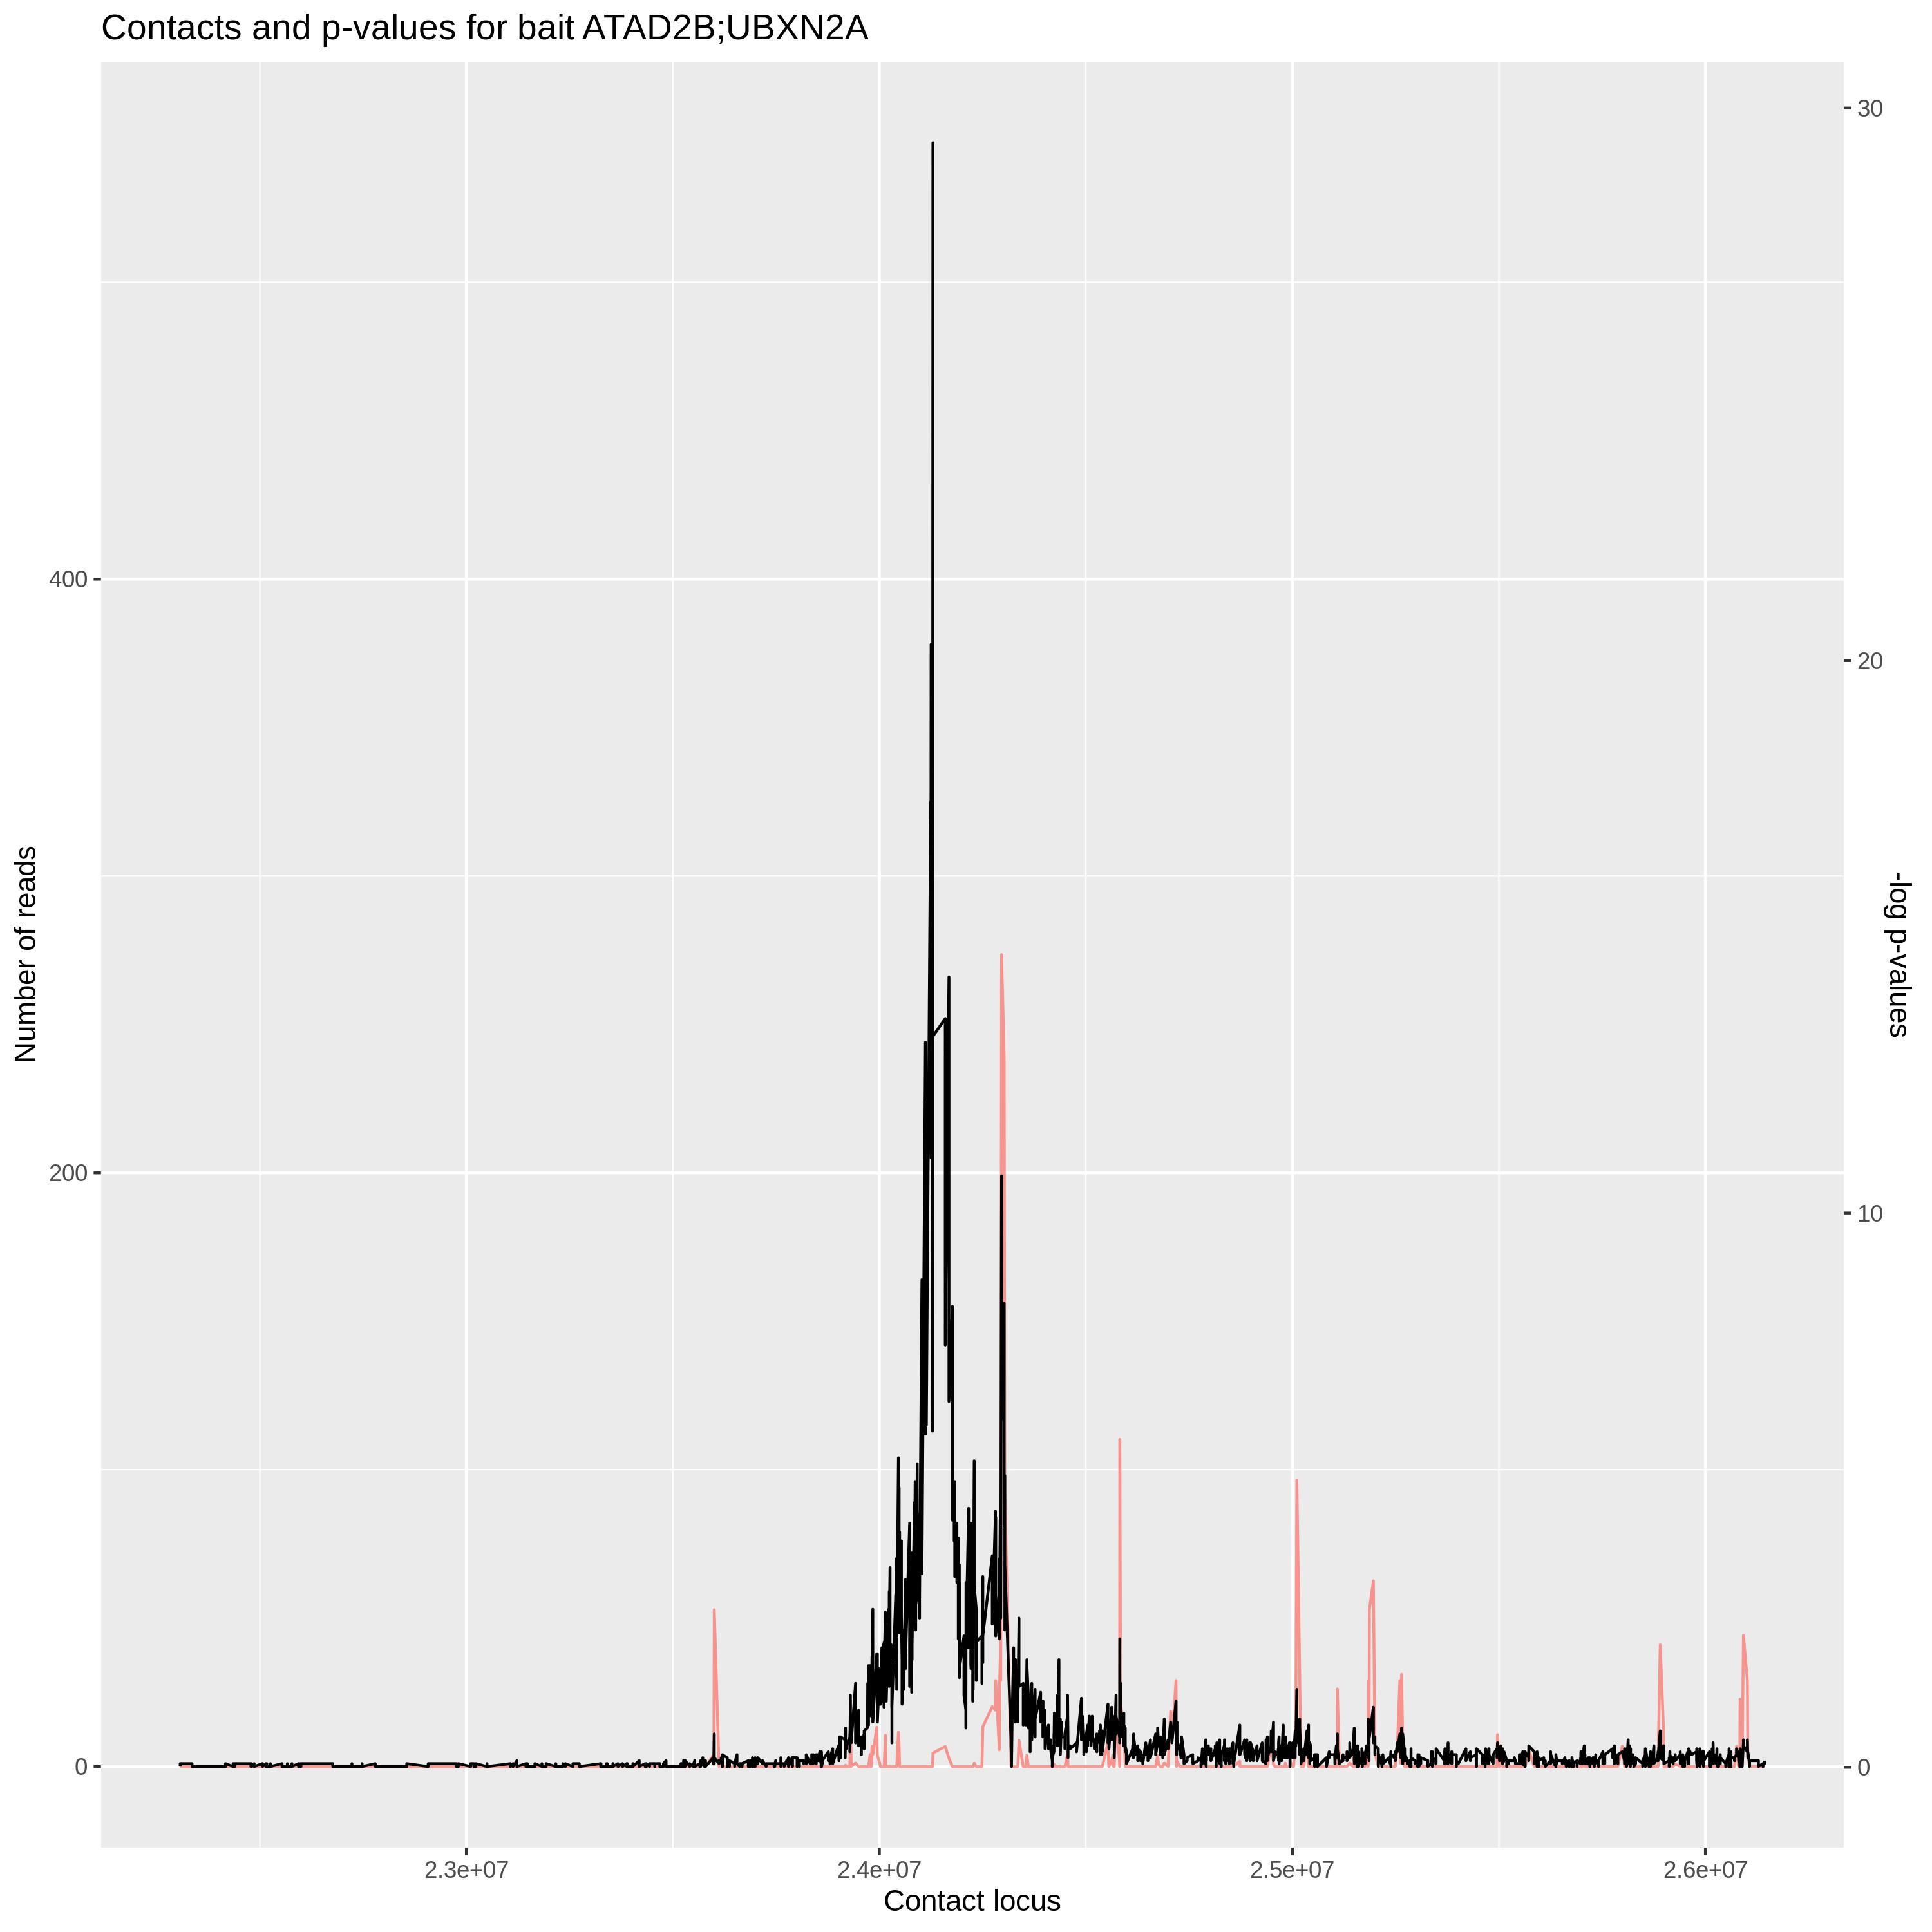 Contacts and p-values for bait ATAD2B;UBXN2A
30
400
20
Number of reads
-log p-values
200
10
0
0
2.3e+07
2.4e+07
2.5e+07
2.6e+07
Contact locus